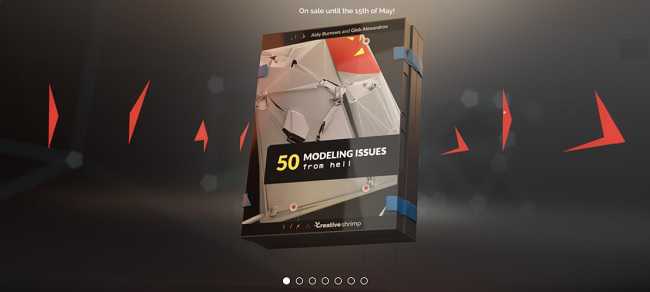 On sale until the 15th of May!
Aidy Burrows and Gleb Alexandrov
50 MODELING ISSUES
from hell
Creative shrimp